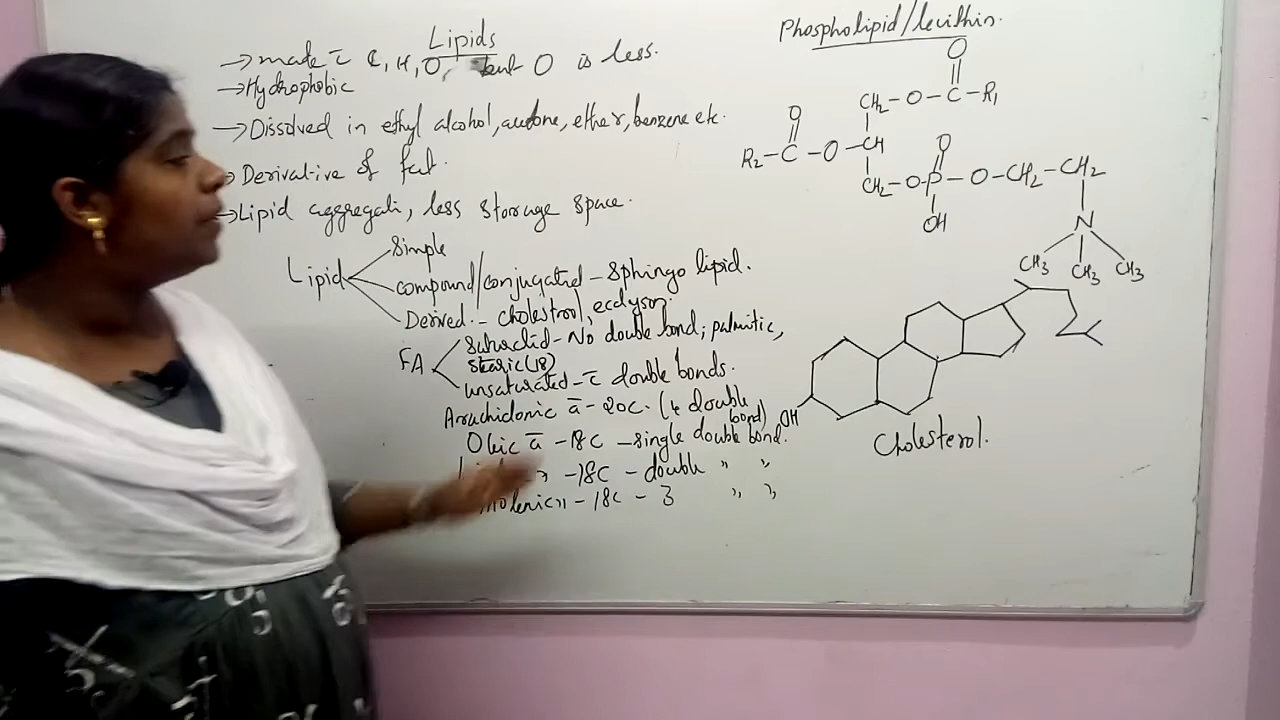 Lipids
→ made c̄ C, H, O, but O is less.
→ Hydrophobic
→ Dissolved in ethyl alcohol, acetone, ether, benzene etc.
→ Derivative of fat.
→ Lipid aggregati, less storage space.
Lipid
Simple
compound/conjugated – Sphingo lipid.
Derived – cholestrol, ecdyson.
FA
Saturated – No double bond; palmitic,
stearic (18)
unsaturated – c̄ double bonds.
Arachidonic ā – 20C. (4 double
bond)
Oleic ā – 18C – single double bond.
– 18C – double " "
– 18C – 3 " "
Phospholipid/lecithin.
O
CH2 – O – C – R1
O
R2 – C – O – CH
O
CH2 – O – P – O – CH2 – CH2
OH
N
CH3 CH3 CH3
OH
Cholesterol.